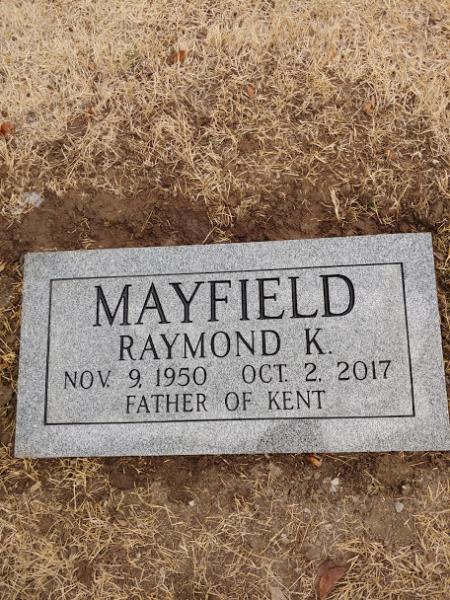 MAYFIELD
RAYMOND K.
NOV. 9, 1950 OCT. 2, 2017
FATHER OF KENT